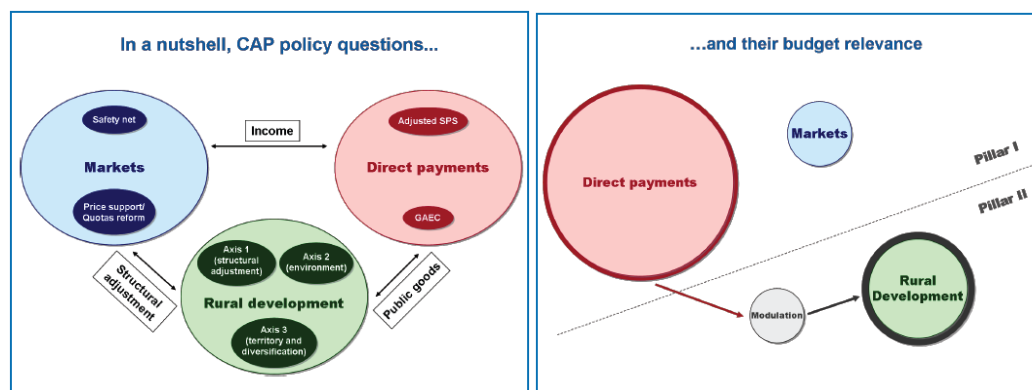 In a nutshell, CAP policy questions...
Safety net
Markets
Price support/
Quotas reform
Income
Adjusted SPS
Direct payments
GAEC
Structural
adjustment
Axis 1
(structural
adjustment)
Axis 2
(environment)
Rural development
Axis 3
(territory and
diversification)
Public goods
...and their budget relevance
Direct payments
Markets
Pillar I
Pillar II
Modulation
Rural
Development